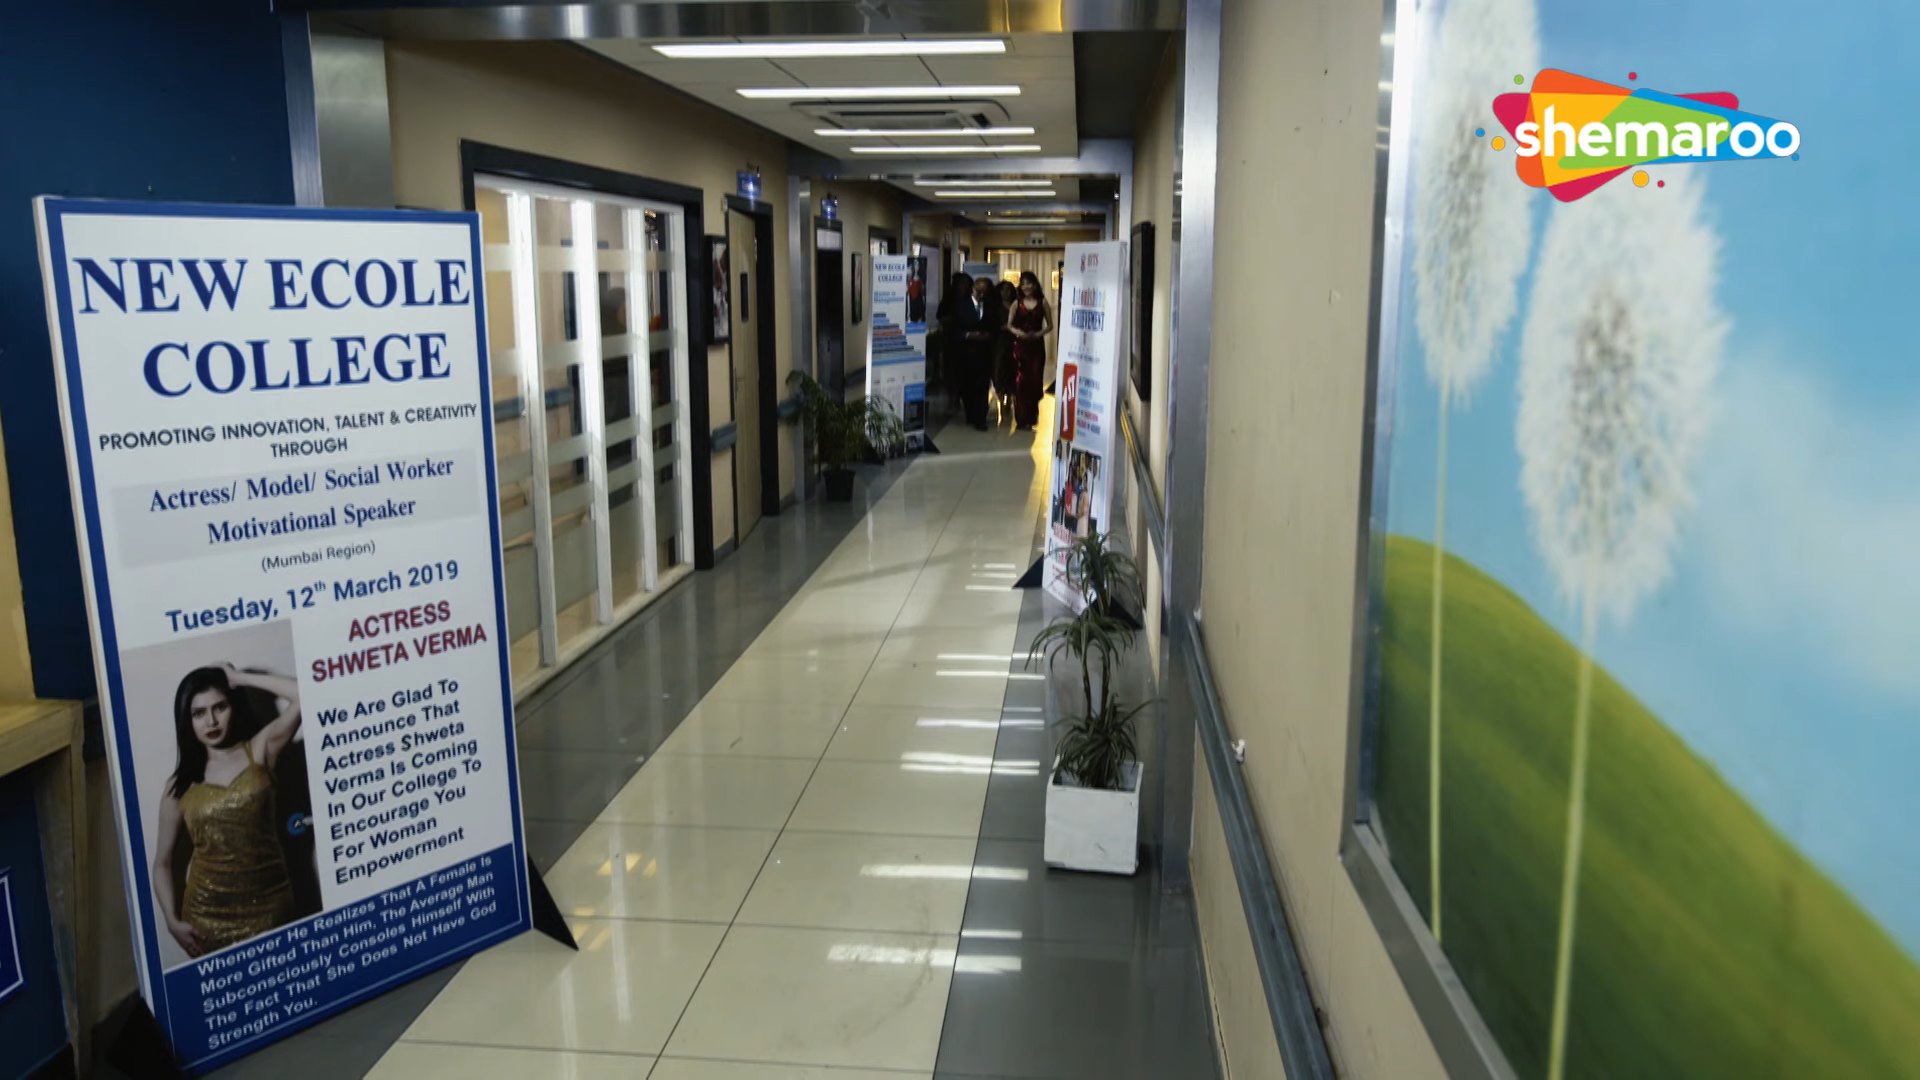 NEW ECOLE
COLLEGE
PROMOTING INNOVATION, TALENT & CREATIVITY
THROUGH
Actress/ Model/ Social Worker
Motivational Speaker
(Mumbai Region)
Tuesday, 12th March 2019
ACTRESS
SHWETA VERMA
We Are Glad To
Announce That
Actress Shweta
Verma Is Coming
In Our College To
Encourage You
For Woman
Empowerment
Whenever He Realizes That A Female Is
More Gifted Than Him, The Average Man
Subconsciously Consoles Himself With
The Fact That She Does Not Have God
Strength You.
NEW ECOLE
COLLEGE
ACHIEVEMENT
1ST
shemaroo